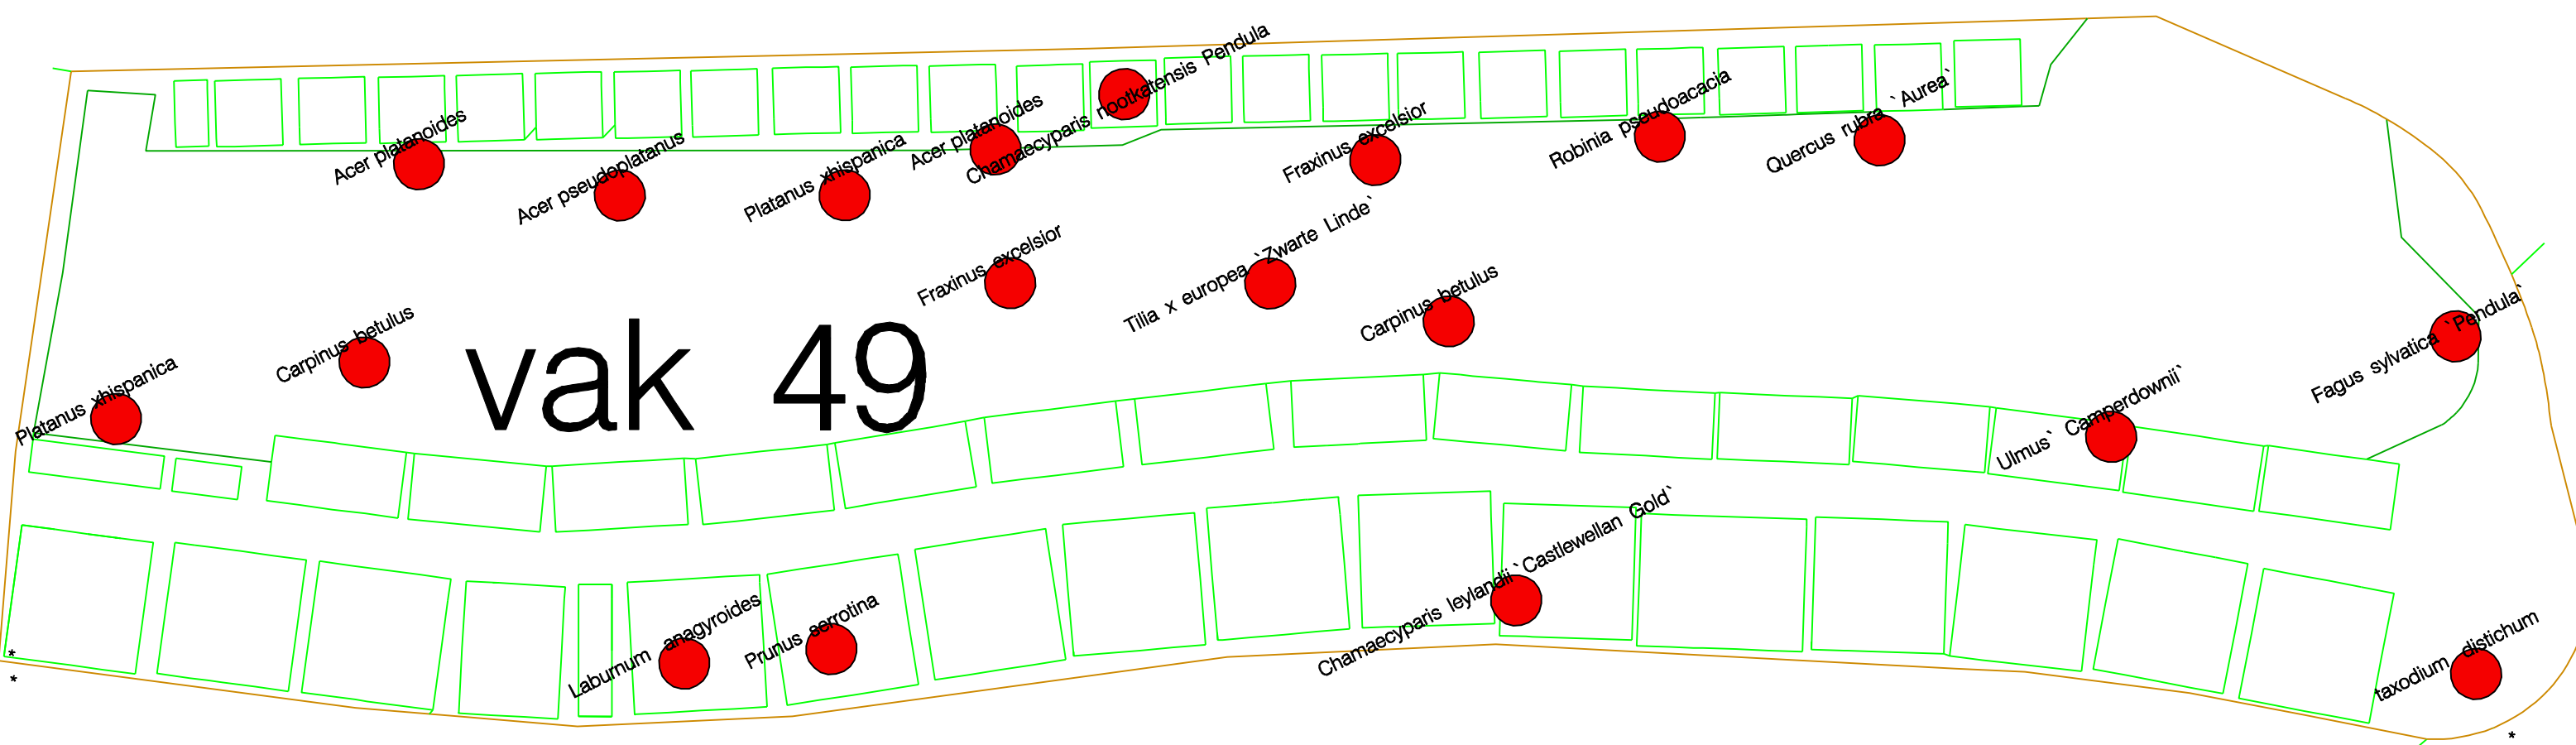 Chamaecyparis nootkatensis Pendula
Acer platanoides
Acer pseudoplatanus
Platanus xhispanica
Acer platanoides
Fraxinus excelsior
Robinia pseudoacacia
Quercus rubra `Aurea`
Fraxinus excelsior
Tilia x europea `Zwarte Linde`
Carpinus betulus
Carpinus betulus
Platanus xhispanica
vak 49
Fagus sylvatica `Pendula`
Ulmus` Camperdownii`
Chamaecyparis leylandii `Castlewellan Gold`
Laburnum anagyroides
Prunus serrotina
taxodium distichum
*
*
*